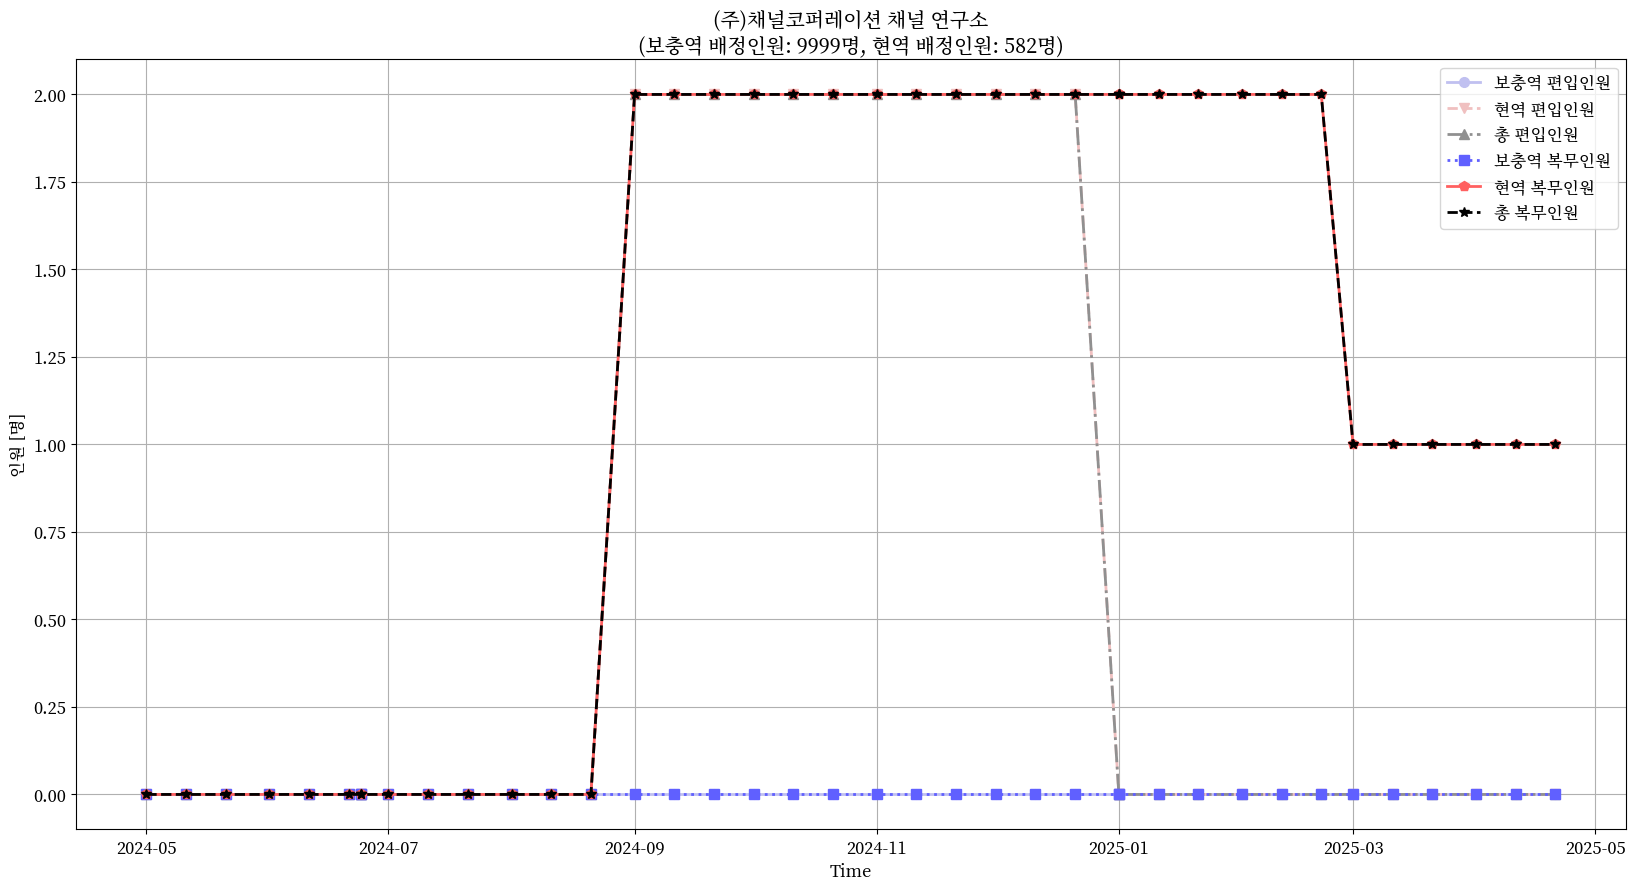 (주)채널코퍼레이션 채널 연구소
(보충역 배정인원: 9999명, 현역 배정인원: 582명)
보충역 편입인원
현역 편입인원
총 편입인원
보충역 복무인원
현역 복무인원
총 복무인원
인원 [명]
2.00
1.75
1.50
1.25
1.00
0.75
0.50
0.25
0.00
2024-05
2024-07
2024-09
2024-11
2025-01
2025-03
2025-05
Time